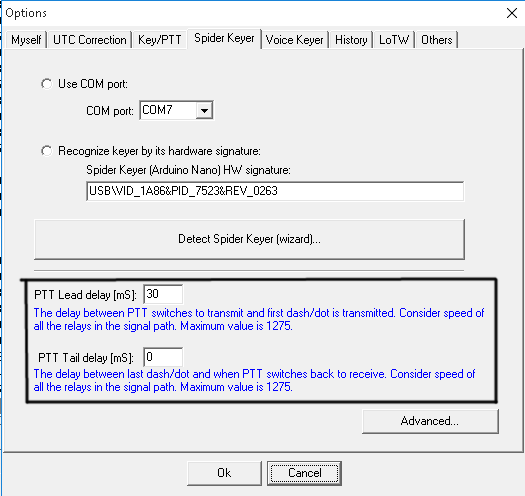 Options
Myself UTC Correction Key/PTT Spider Keyer Voice Keyer History LoTW Others
Use COM port:
COM port: COM7
Recognize keyer by its hardware signature:
Spider Keyer (Arduino Nano) HW signature:
USB\VID_1A86&PID_7523&REV_0263
Detect Spider Keyer (wizard)...
PTT Lead delay [mS]: 30
The delay between PTT switches to transmit and first dash/dot is transmitted. Consider speed of
all the relays in the signal path. Maximum value is 1275.
PTT Tail delay [mS]: 0
The delay between last dash/dot and when PTT switches back to receive. Consider speed of
all the relays in the signal path. Maximum value is 1275.
Advanced...
Ok Cancel